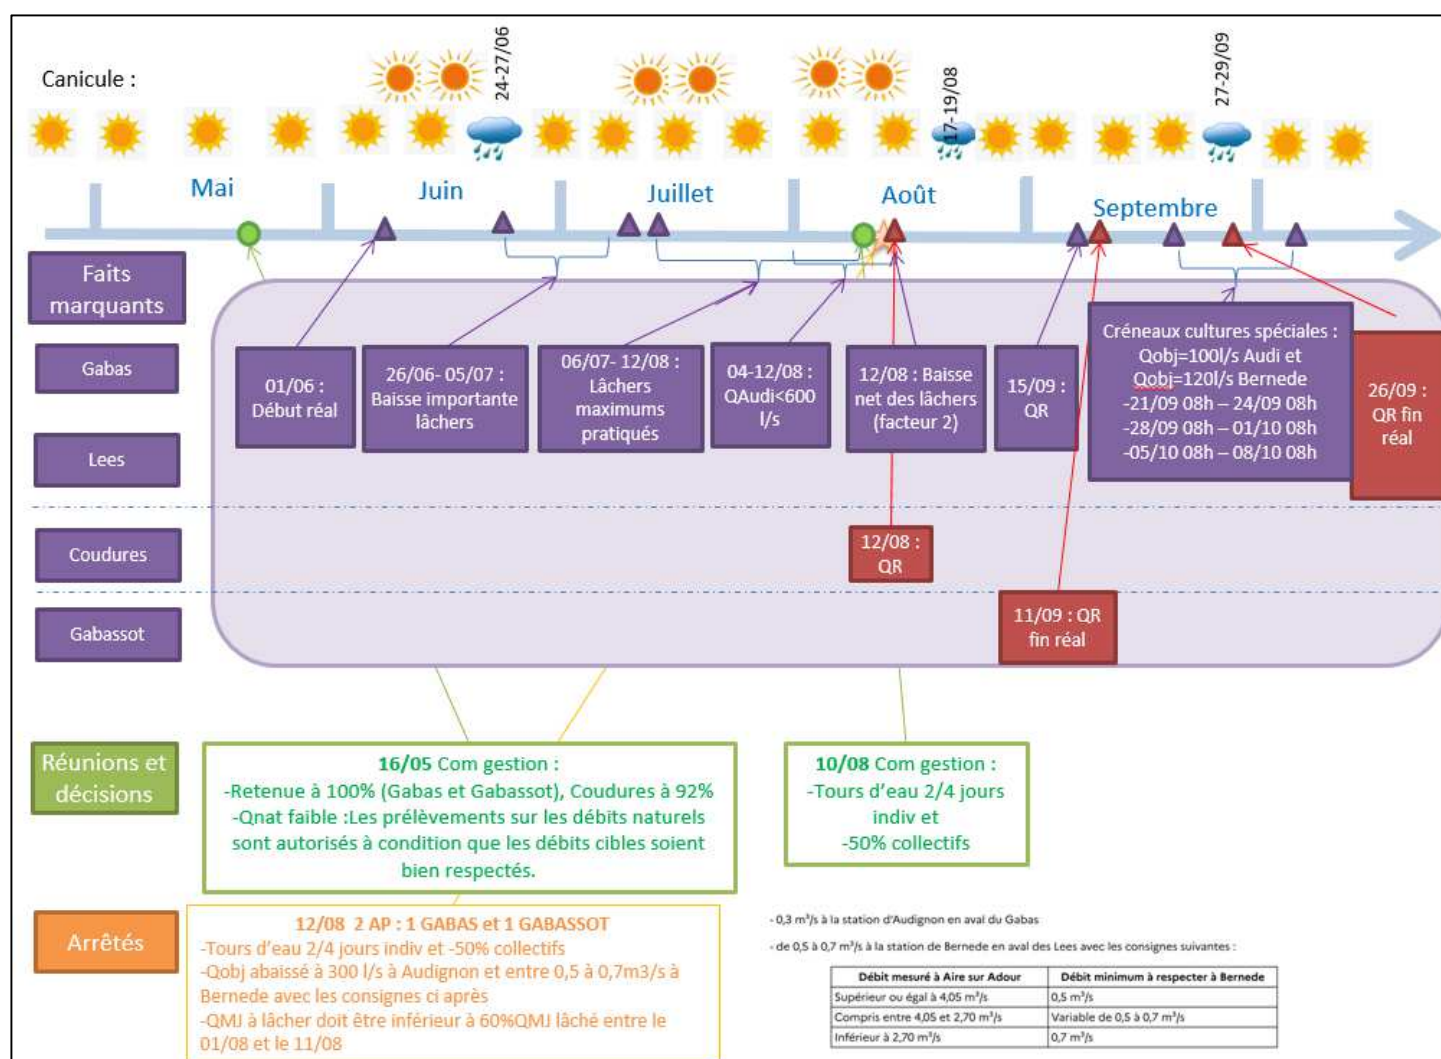 Canicule :
24-27/06
17-19/08
27-29/09
Mai
Juin
Juillet
Août
Septembre
Faits
marquants
Gabas
Lees
Coudures
Gabassot
01/06 :
Début réal
26/06- 05/07 :
Baisse importante
lâchers
06/07- 12/08 :
Lâchers
maximums
pratiqués
04-12/08 :
QAudi<600
l/s
12/08 : Baisse
net des lâchers
(facteur 2)
15/09 :
QR
Créneaux cultures spéciales :
Qobj=100l/s Audi et
Qobj=120l/s Bernede
-21/09 08h – 24/09 08h
-28/09 08h – 01/10 08h
-05/10 08h – 08/10 08h
26/09 :
QR fin
réal
12/08 :
QR
11/09 : QR
fin réal
Réunions et
décisions
16/05 Com gestion :
-Retenue à 100% (Gabas et Gabassot), Coudures à 92%
-Qnat faible :Les prélèvements sur les débits naturels
sont autorisés à condition que les débits cibles soient
bien respectés.
10/08 Com gestion :
-Tours d'eau 2/4 jours
indiv et
-50% collectifs
Arrêtés
12/08 2 AP : 1 GABAS et 1 GABASSOT
-Tours d'eau 2/4 jours indiv et -50% collectifs
-Qobj abaissé à 300 l/s à Audignon et entre 0,5 à 0,7m3/s à
Bernede avec les consignes ci après
-QMJ à lâcher doit être inférieur à 60%QMJ lâché entre le
01/08 et le 11/08
- 0,3 m³/s à la station d'Audignon en aval du Gabas
- de 0,5 à 0,7 m³/s à la station de Bernede en aval des Lees avec les consignes suivantes :
Débit mesuré à Aire sur Adour Débit minimum à respecter à Bernede
Supérieur ou égal à 4,05 m³/s 0,5 m³/s
Compris entre 4,05 et 2,70 m³/s Variable de 0,5 à 0,7 m³/s
Inférieur à 2,70 m³/s 0,7 m³/s